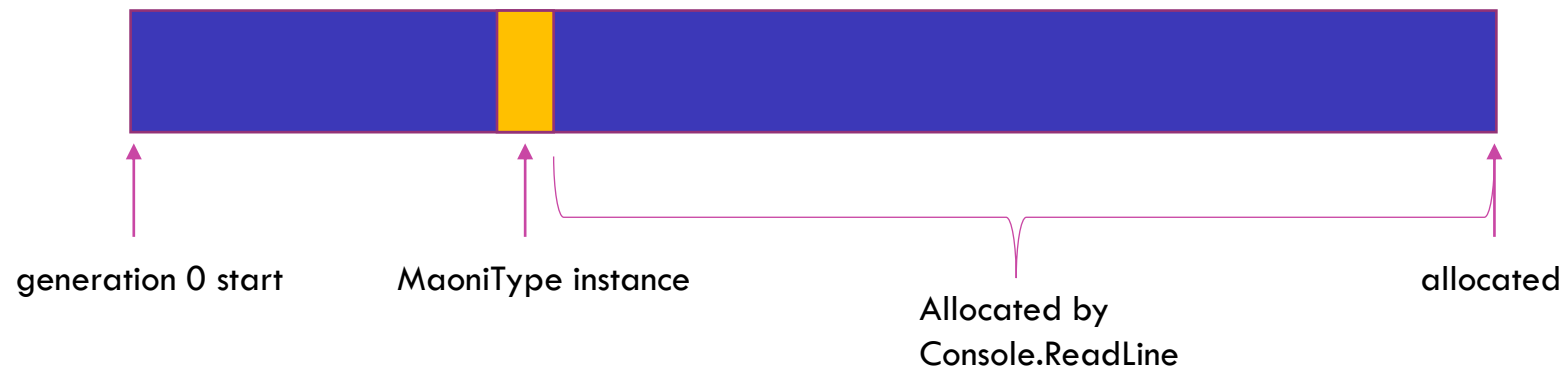 generation 0 start
MaoniType instance
Allocated by
Console.ReadLine
allocated